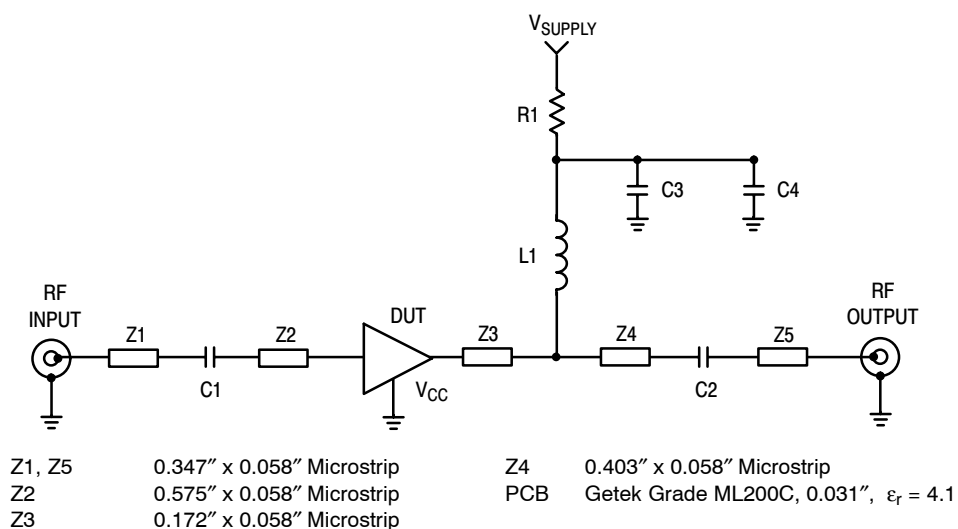 VSUPPLY
R1
C3
C4
L1
RF
INPUT
Z1
C1
Z2
DUT
VCC
Z3
Z4
C2
Z5
RF
OUTPUT
Z1, Z5 0.347″ x 0.058″ Microstrip
Z2 0.575″ x 0.058″ Microstrip
Z3 0.172″ x 0.058″ Microstrip
Z4 0.403″ x 0.058″ Microstrip
PCB Getek Grade ML200C, 0.031″, εr = 4.1